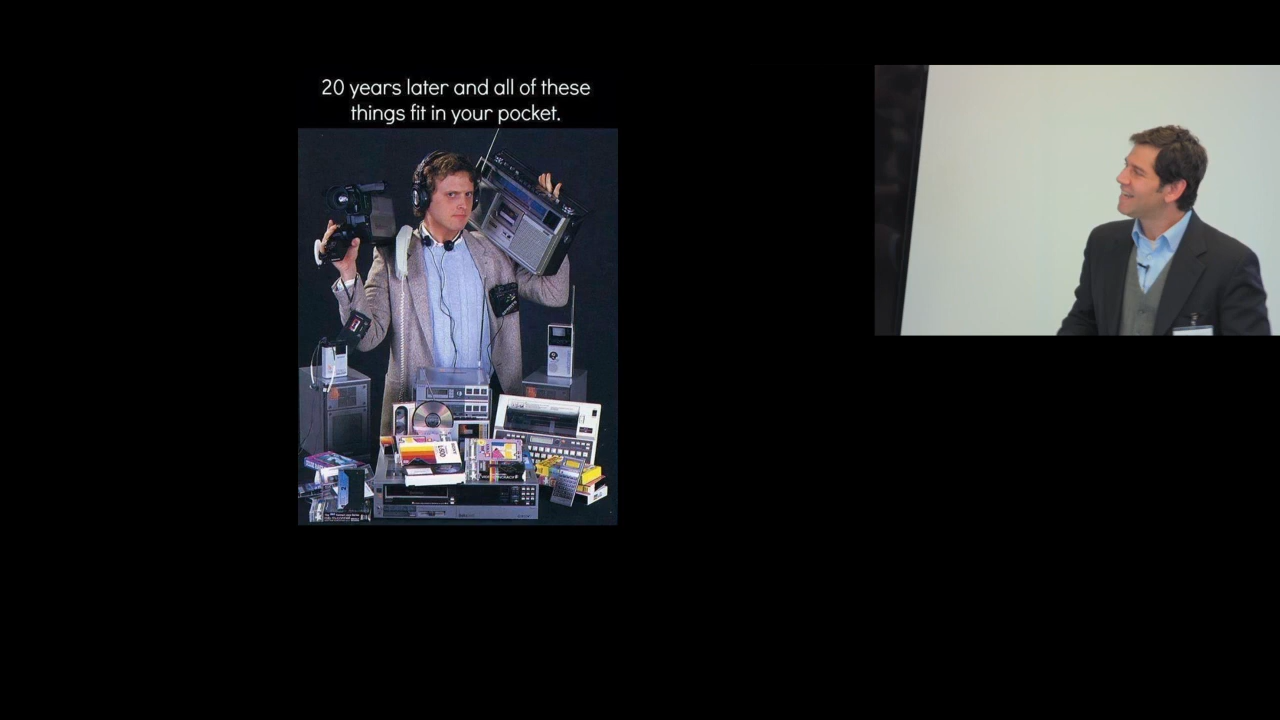 20 years later and all of these
things fit in your pocket.